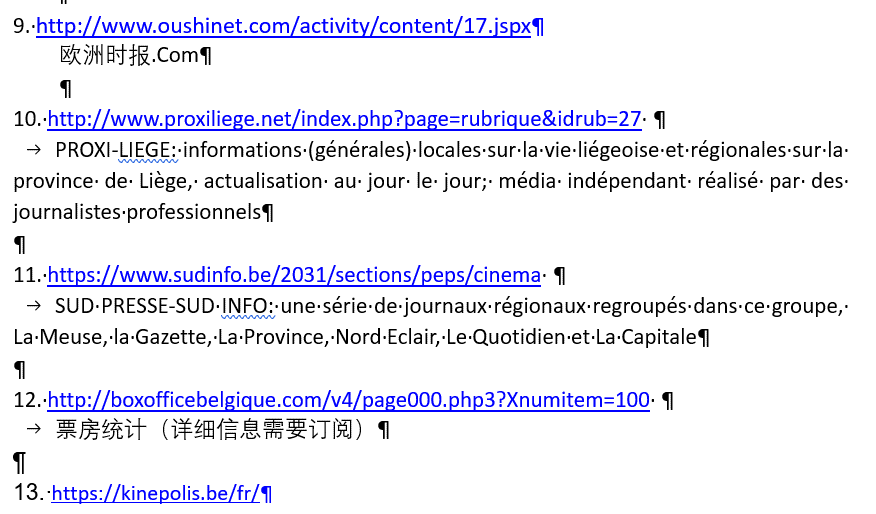 9. http://www.oushinet.com/activity/content/17.jspx
欧洲时报.Com
10. http://www.proxiliege.net/index.php?page=rubrique&idrub=27
→ PROXI-LIEGE: informations (générales) locales sur la vie liégeoise et régionales sur la
province de Liège, actualisation au jour le jour; média indépendant réalisé par des
journalistes professionnels
11. https://www.sudinfo.be/2031/sections/peps/cinema
→ SUD PRESSE-SUD INFO: une série de journaux régionaux regroupés dans ce groupe,
La Meuse, la Gazette, La Province, Nord Eclair, Le Quotidien et La Capitale
12. http://boxofficebelgique.com/v4/page000.php3?Xnumitem=100
→ 票房统计（详细信息需要订阅）
13. https://kinepolis.be/fr/